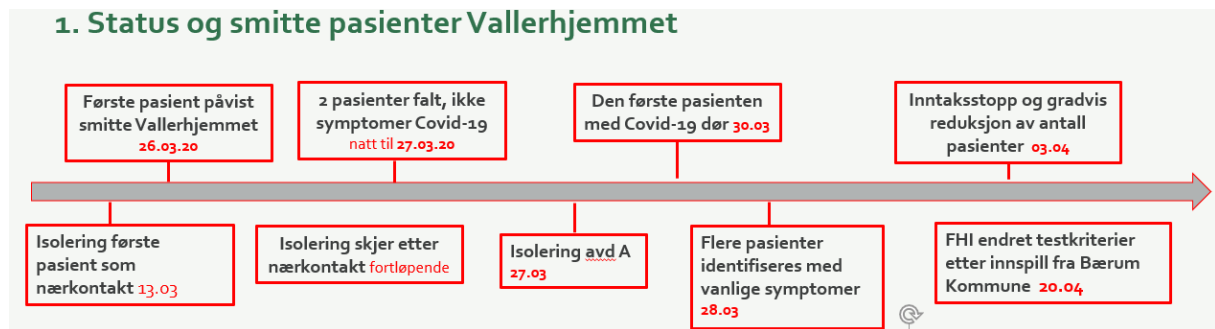 1. Status og smitte pasienter Vallerhjemmet
Første pasient påvist
smitte Vallerhjemmet
26.03.20
2 pasienter falt, ikke
symptomer Covid-19
natt til 27.03.20
Den første pasienten
med Covid-19 dør 30.03
Inntaksstopp og gradvis
reduksjon av antall
pasienter 03.04
Isolering første
pasient som
nærkontakt 13.03
Isolering skjer etter
nærkontakt fortløpende
Isolering avd A
27.03
Flere pasienter
identifiseres med
vanlige symptomer
28.03
FHI endret testkriterier
etter innspill fra Bærum
Kommune 20.04